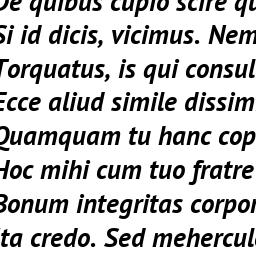 De quibus cupio scire qu
Si id dicis, vicimus. Nem
Torquatus, is qui consul
Ecce aliud simile dissim
Quamquam tu hanc cop
Hoc mihi cum tuo fratre
Bonum integritas corpor
Ita credo. Sed mehercule